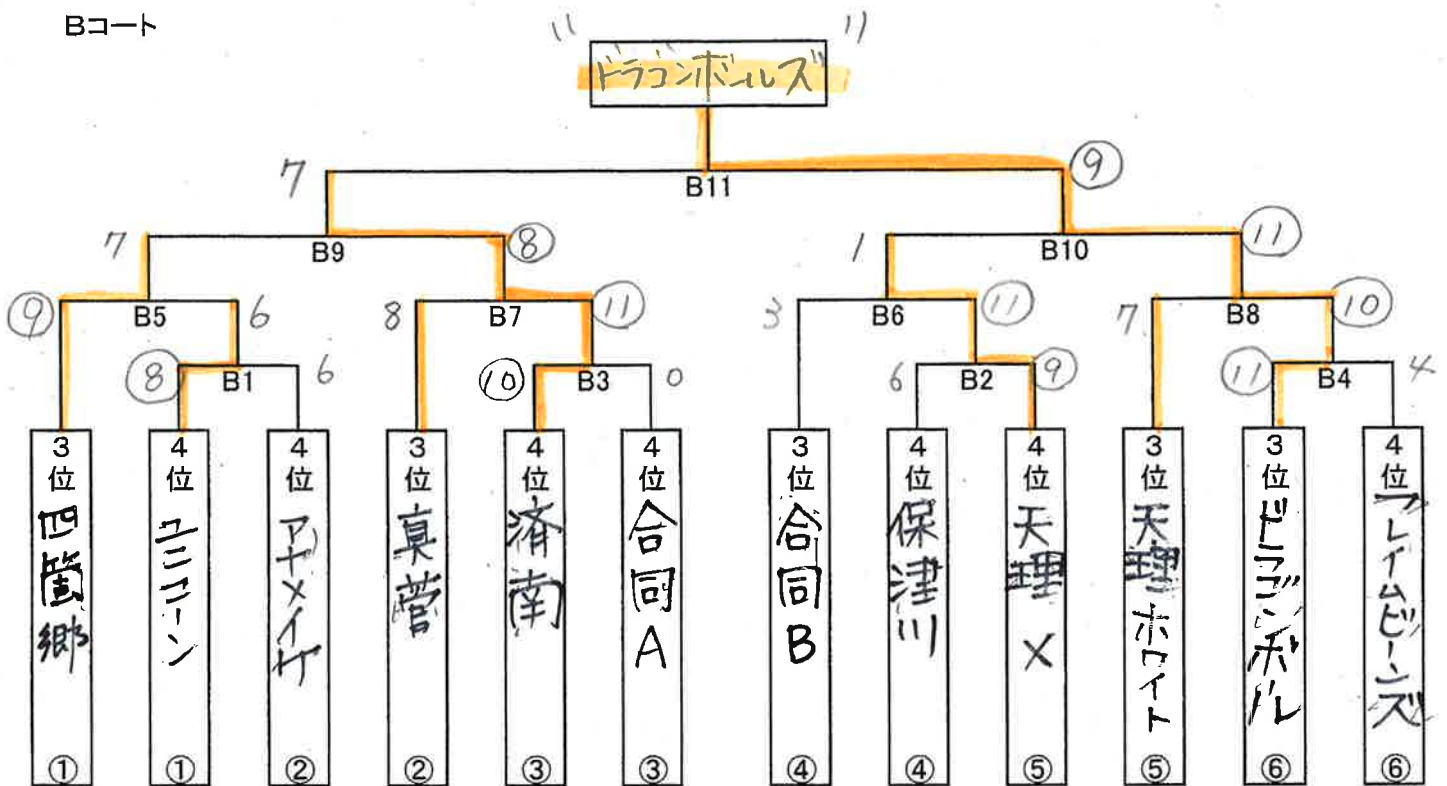 Bコート
11 11
ドラゴンボールズ
7 B11 ⑨
7 B9 ⑧ 1 B10 ⑪
⑨ B5 6 8 B7 ⑪ 3 B6 ⑪ 7 B8 ⑩
⑧ B1 6 ⑩ B3 0 6 B2 ⑨ ⑪ B4 4
3位 四箇郷 ①
4位 ユニコーン ①
4位 アヤメイケ ②
3位 真菅 ②
4位 済南 ③
4位 合同A ③
3位 合同B ④
4位 保津川 ④
4位 天理 X ⑤
3位 天理ホワイト ⑤
3位 ドラゴンボル ⑥
4位 フレイムビーンズ ⑥